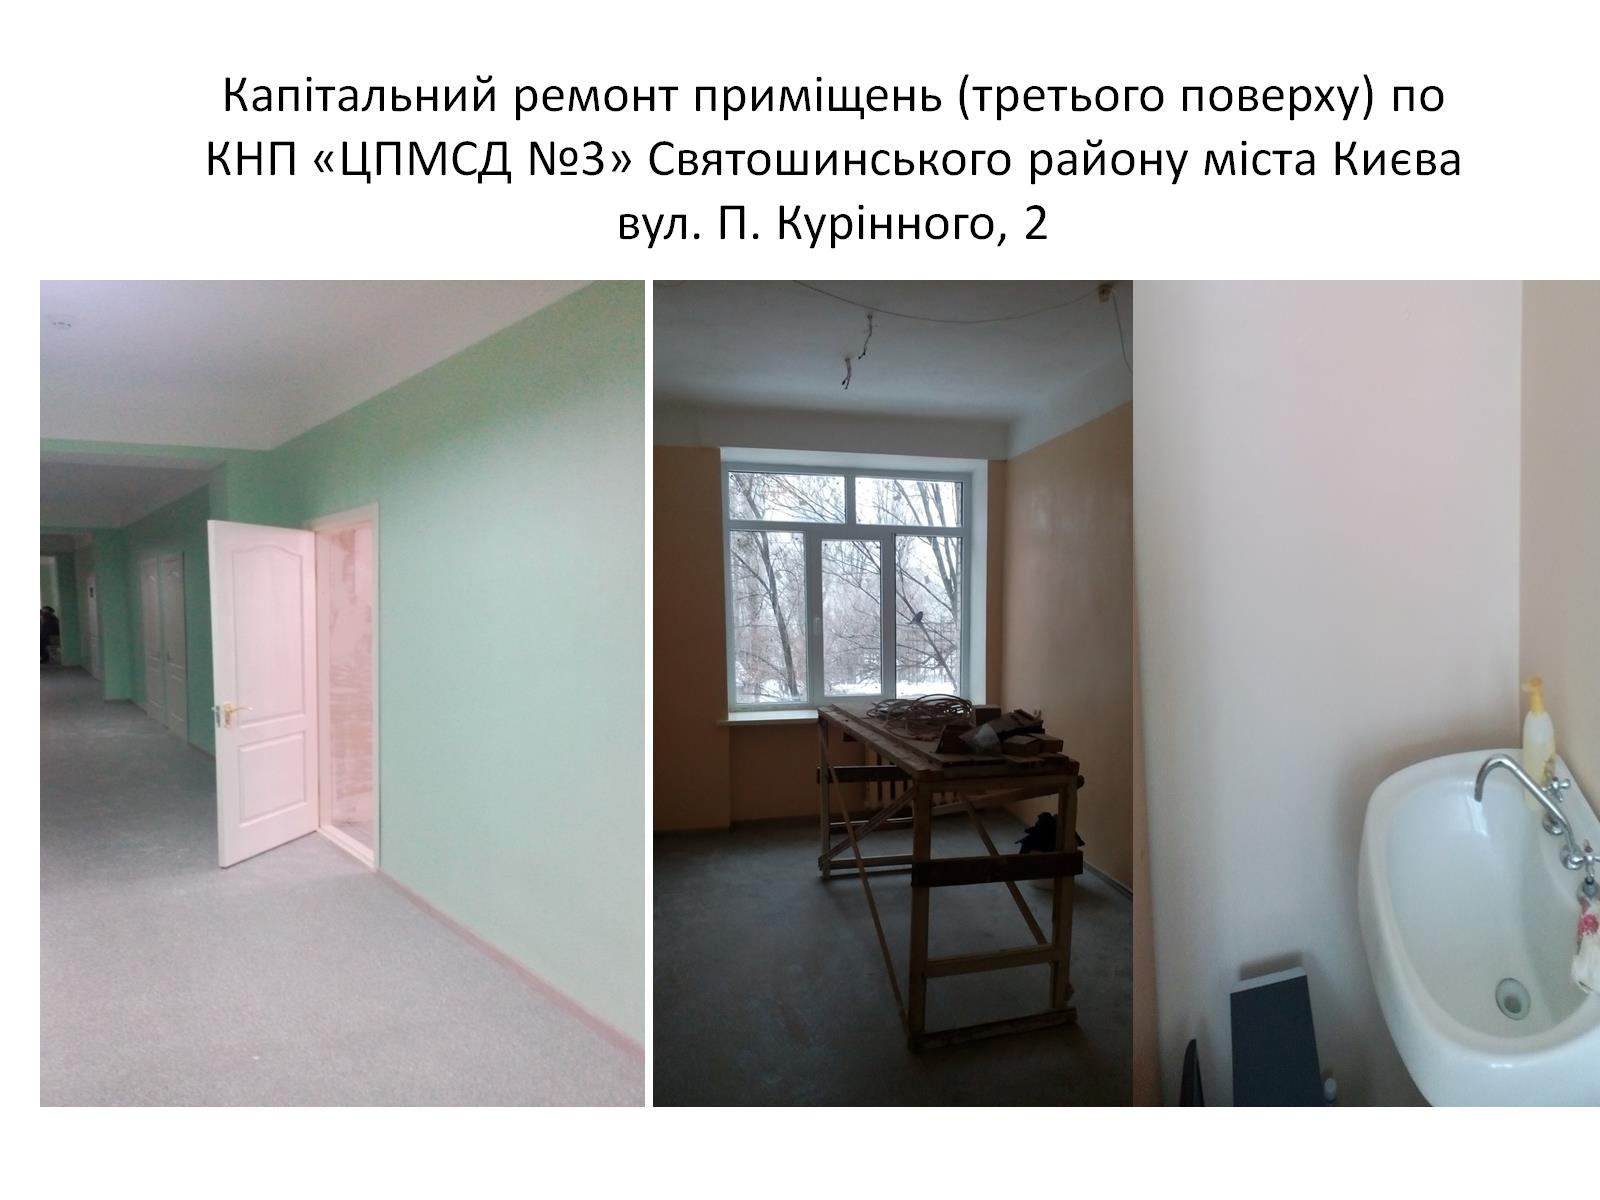 Капітальний ремонт приміщень (третього поверху) по
КНП «ЦПМСД №3» Святошинського району міста Києва
вул. П. Курінного, 2